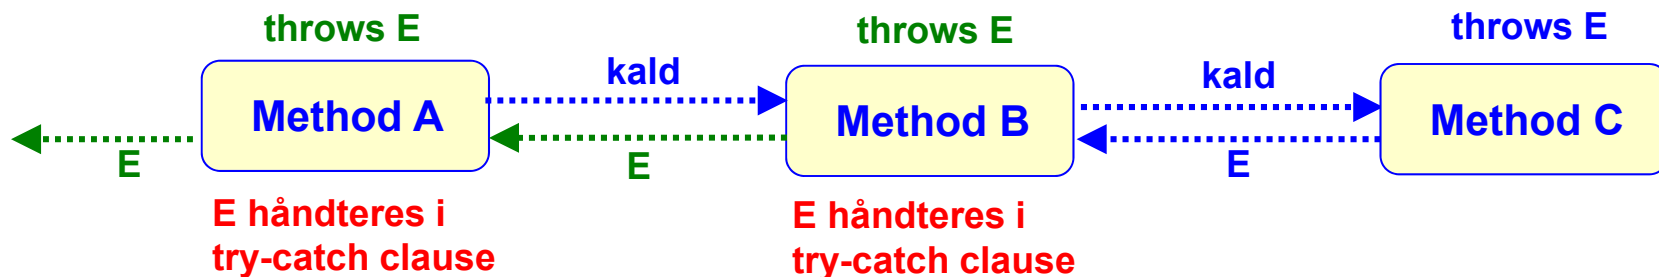 throws E
throws E
throws E
kald
kald
Method A
Method B
Method C
E
E
E
E håndteres i
try-catch clause
E håndteres i
try-catch clause